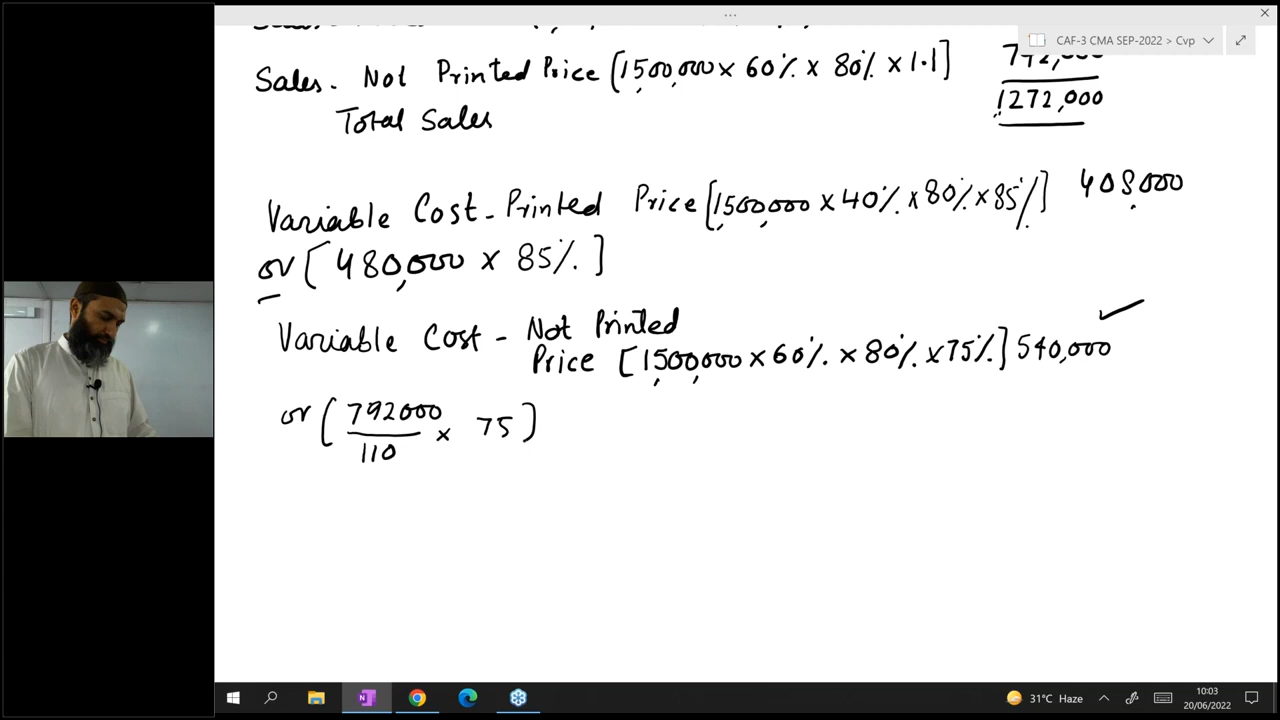 CAF-3 CMA SEP-2022 > Cvp
Sales. Not Printed Price [1500,000 x 60% x 80% x 1.1] 792,000
1272,000
Total Sales
Variable Cost - Printed Price [1500,000 x 40% x 80% x 85%] 408000
or [480,000 x 85%]
Variable Cost - Not Printed
Price [1500,000 x 60% x 80% x 75%] 540,000
or (792000/110 x 75)
31°C Haze
10:03
20/06/2022